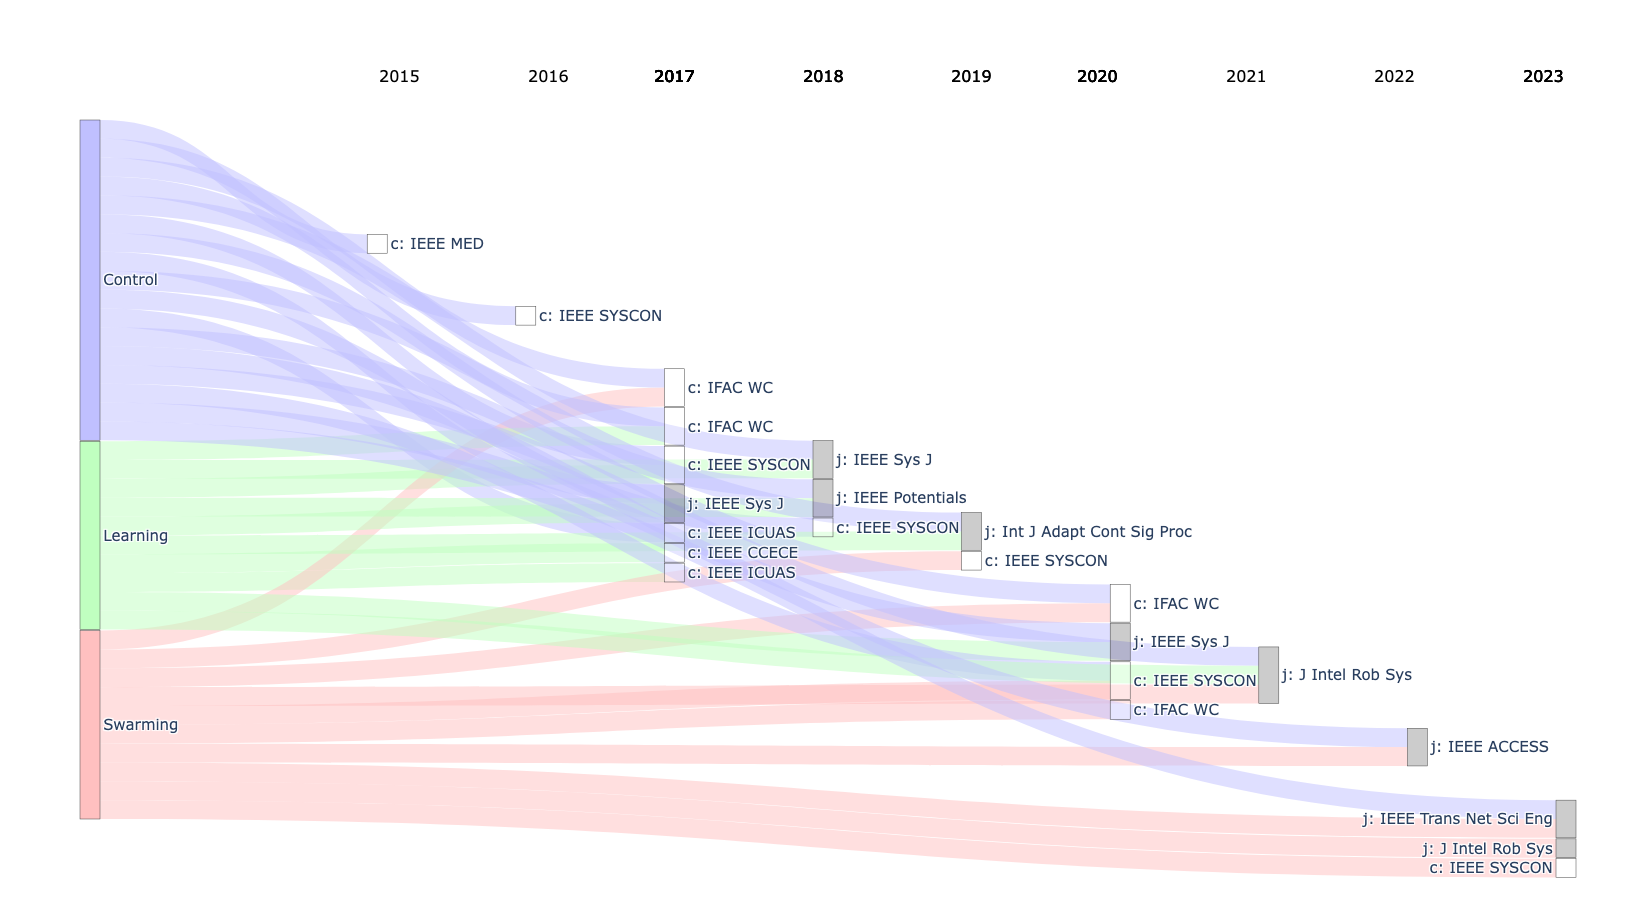 2015 2016 2017 2018 2019 2020 2021 2022 2023
c: IEEE MED
Control
c: IEEE SYSCON
c: IFAC WC
c: IFAC WC
c: IEEE SYSCON
j: IEEE Sys J
c: IEEE ICUAS
c: IEEE CCECE
c: IEEE ICUAS
j: IEEE Sys J
j: IEEE Potentials
c: IEEE SYSCON
j: Int J Adapt Cont Sig Proc
c: IEEE SYSCON
Learning
c: IFAC WC
j: IEEE Sys J
c: IEEE SYSCON
c: IFAC WC
j: J Intel Rob Sys
Swarming
j: IEEE ACCESS
j: IEEE Trans Net Sci Eng
j: J Intel Rob Sys
c: IEEE SYSCON